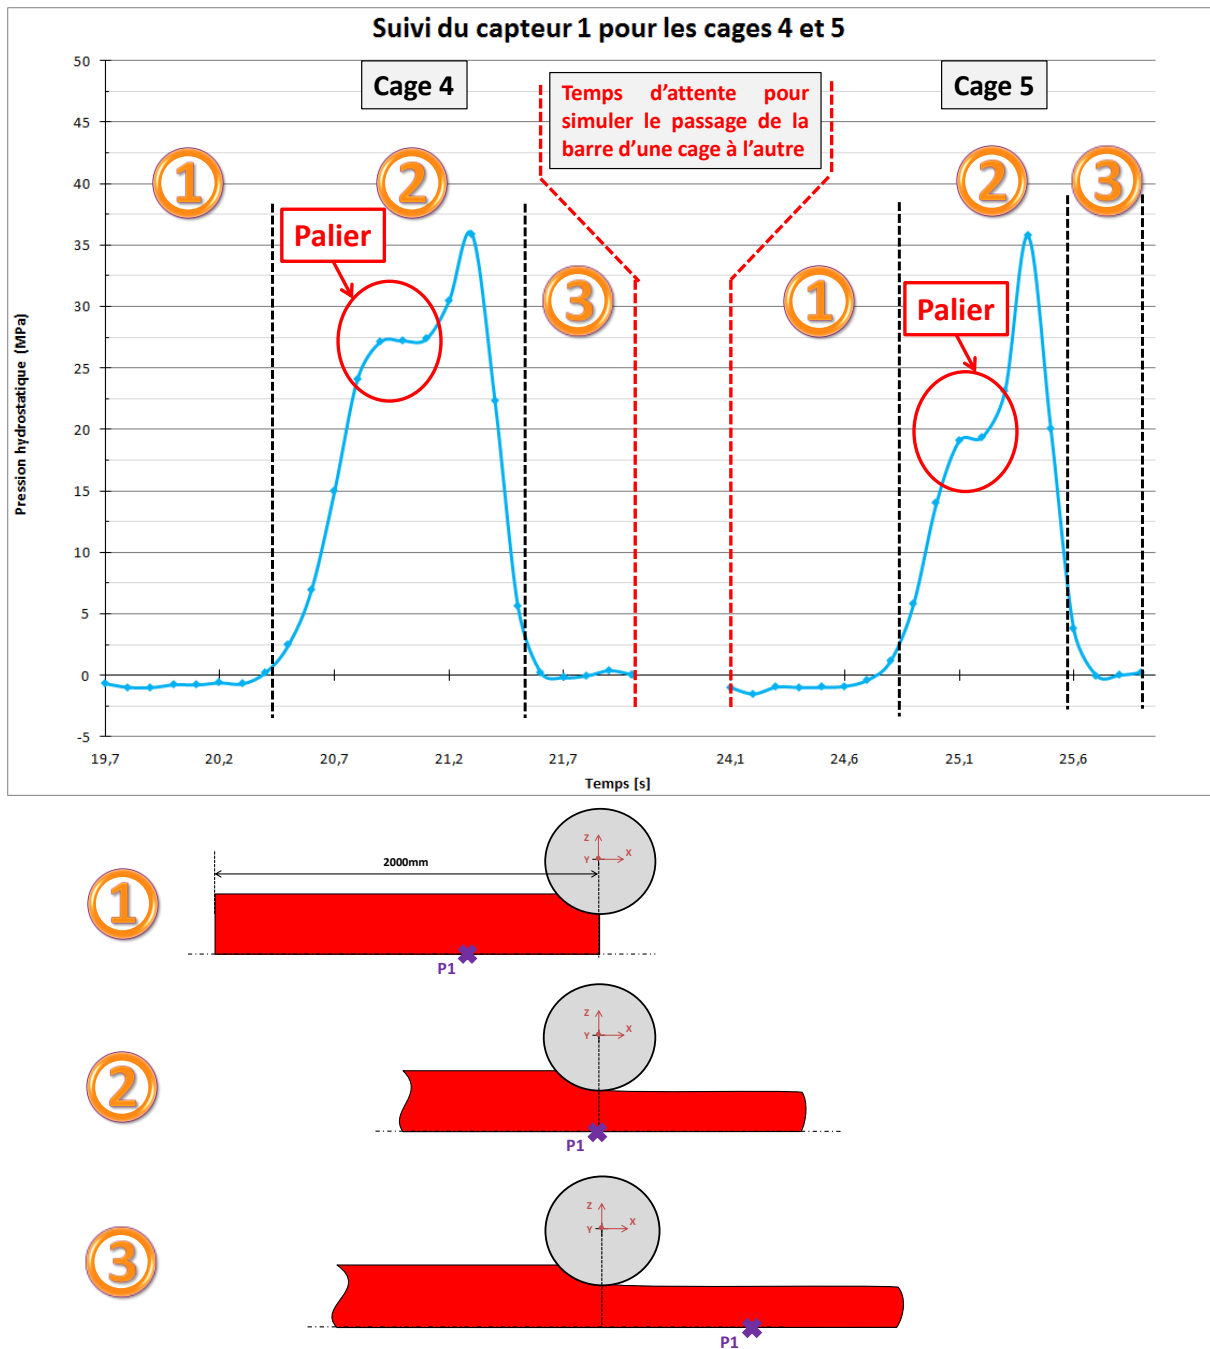 Suivi du capteur 1 pour les cages 4 et 5
Pression hydrostatique (MPa)
50
45
40
35
30
25
20
15
10
5
0
-5
Cage 4
Temps d’attente pour
simuler le passage de la
barre d’une cage à l’autre
Cage 5
1
2
2
3
Palier
3
1
Palier
19,7
20,2
20,7
21,2
21,7
24,1
24,6
25,1
25,6
Temps [s]
1
2000mm
Z
Y
X
P1
2
Z
Y
X
P1
3
Z
Y
X
P1